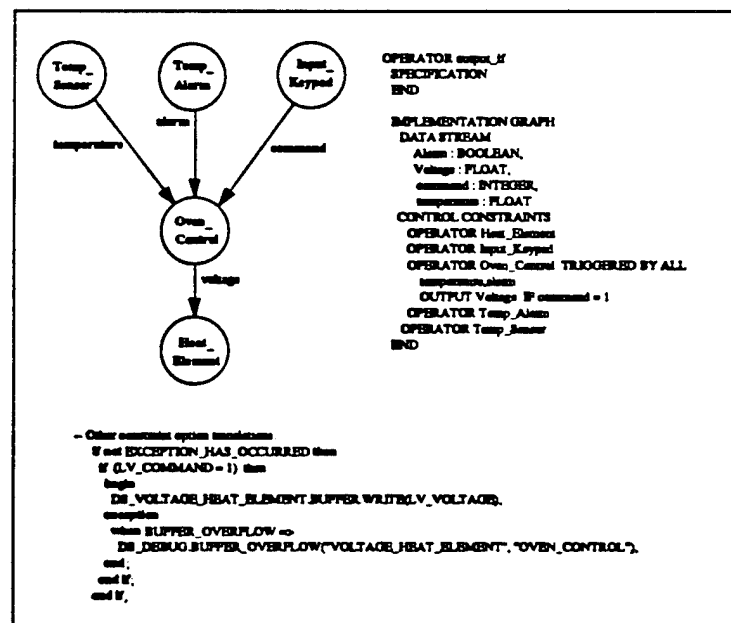 Temp_
Sensor
Temp_
Alarm
Input_
Keypad
alarm
temperature
command
Oven_
Control
voltage
Heat_
Element
OPERATOR output_if
SPECIFICATION
END
IMPLEMENTATION GRAPH
DATA STREAM
Alarm : BOOLEAN,
Voltage : FLOAT,
command : INTEGER,
temperature : FLOAT
CONTROL CONSTRAINTS
OPERATOR Heat_Element
OPERATOR Input_Keypad
OPERATOR Oven_Control TRIGGERED BY ALL
temperature,alarm
OUTPUT Voltage IF command = 1
OPERATOR Temp_Alarm
OPERATOR Temp_Sensor
END
-- Other constraint option translations
if not EXCEPTION_HAS_OCCURRED then
if (LV_COMMAND = 1) then
begin
DS_VOLTAGE_HEAT_ELEMENT.BUFFER.WRITE(LV_VOLTAGE);
exception
when BUFFER_OVERFLOW =>
DS_DEBUG.BUFFER_OVERFLOW("VOLTAGE_HEAT_ELEMENT", "OVEN_CONTROL");
end;
end if;
end if;